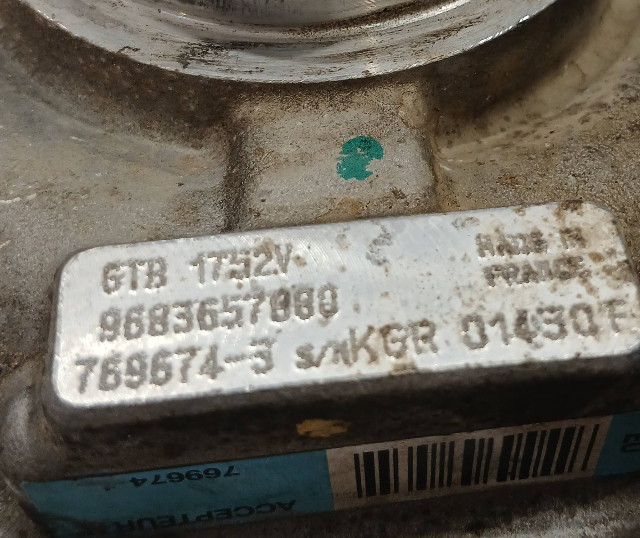 GTB 1752V
MADE IN
FRANCE
9683657080
769674-3 s/nKGR 01430F
769674-
ACCEPTEUR